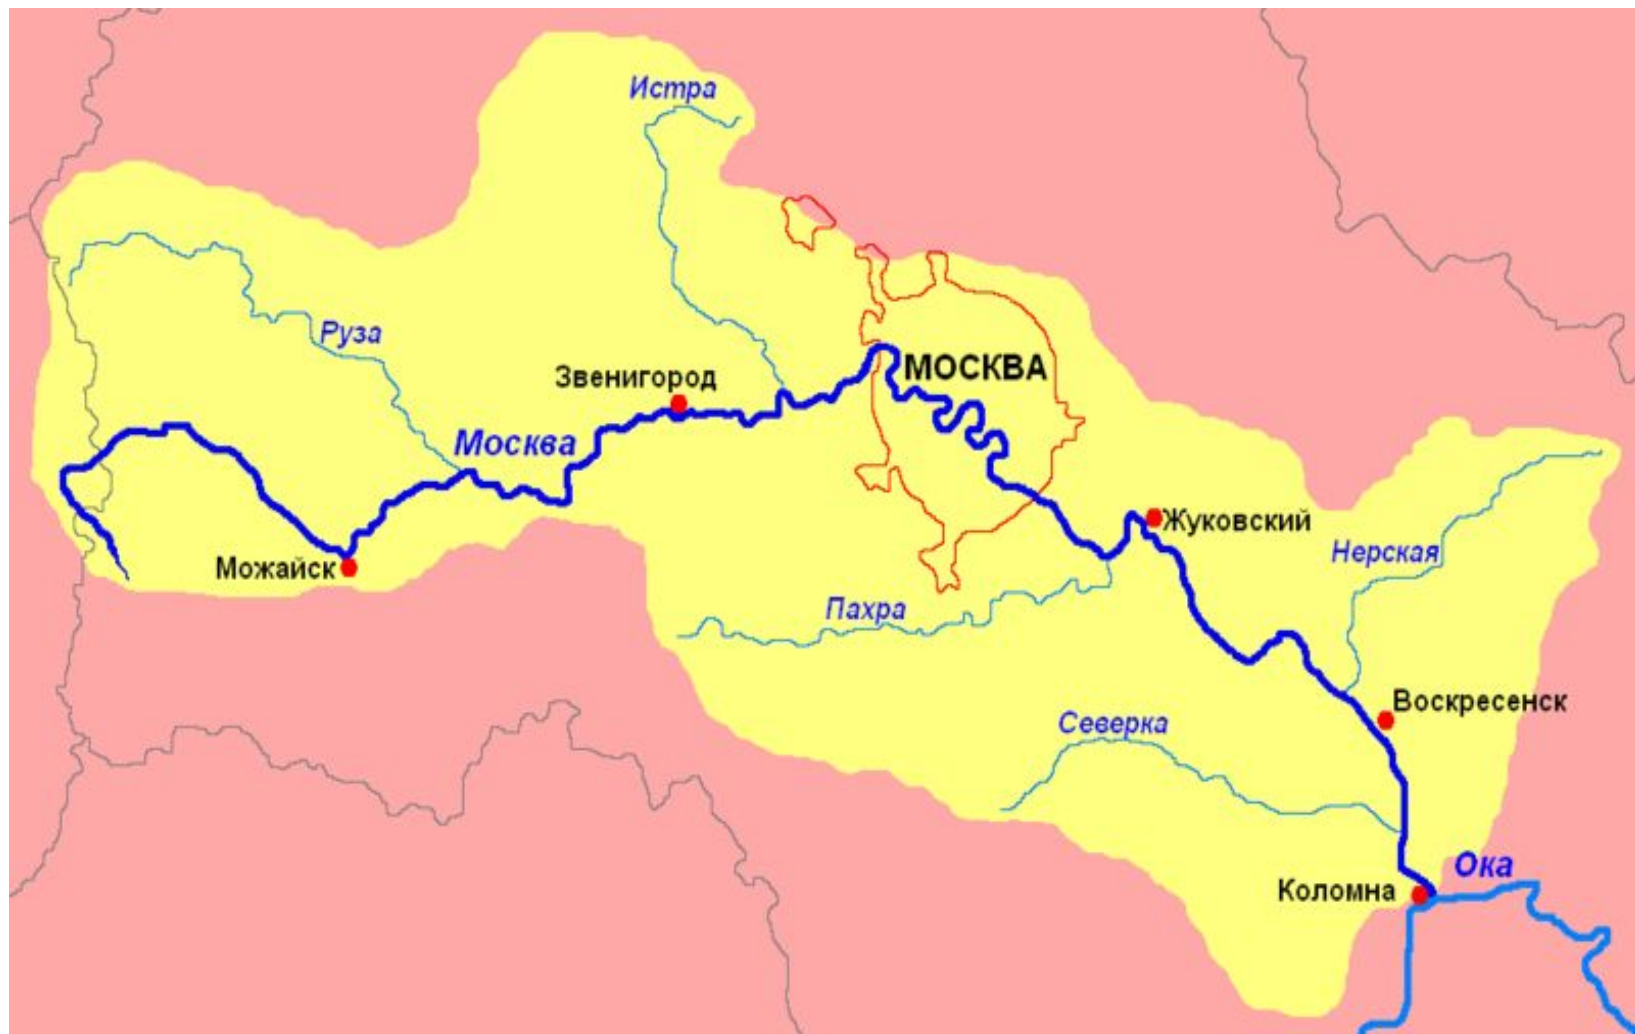 Истра
Руза
Звенигород
МОСКВА
Москва
Жуковский
Можайск
Нерская
Пахра
Воскресенск
Северка
Ока
Коломна